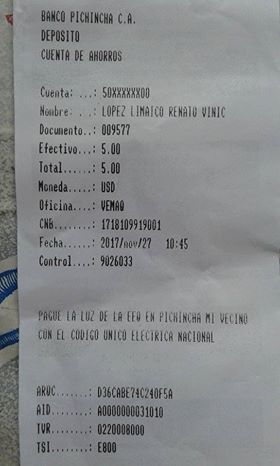 BANCO PICHINCHA C.A.
DEPOSITO
CUENTA DE AHORROS
Cuenta: ...: 50XXXXXX00
Nombre: ...: LOPEZ LIMAICO RENATO VINIC
Documento..: 009577
Efectivo...: 5.00
Total......: 5.00
Moneda.....: USD
Oficina....: VEMAQ
CNB........: 1718109919001
Fecha......: 2017/nov/27 10:45
Control....: 9026033
PAGUE LA LUZ DE LA EEQ EN PICHINCHA MI VECINO
CON EL CODIGO UNICO ELECTRICA NACIONAL
ARQC......: D36CABE74C240F5A
AID.......: A0000000031010
TVR.......: 0220008000
TSI.......: E800